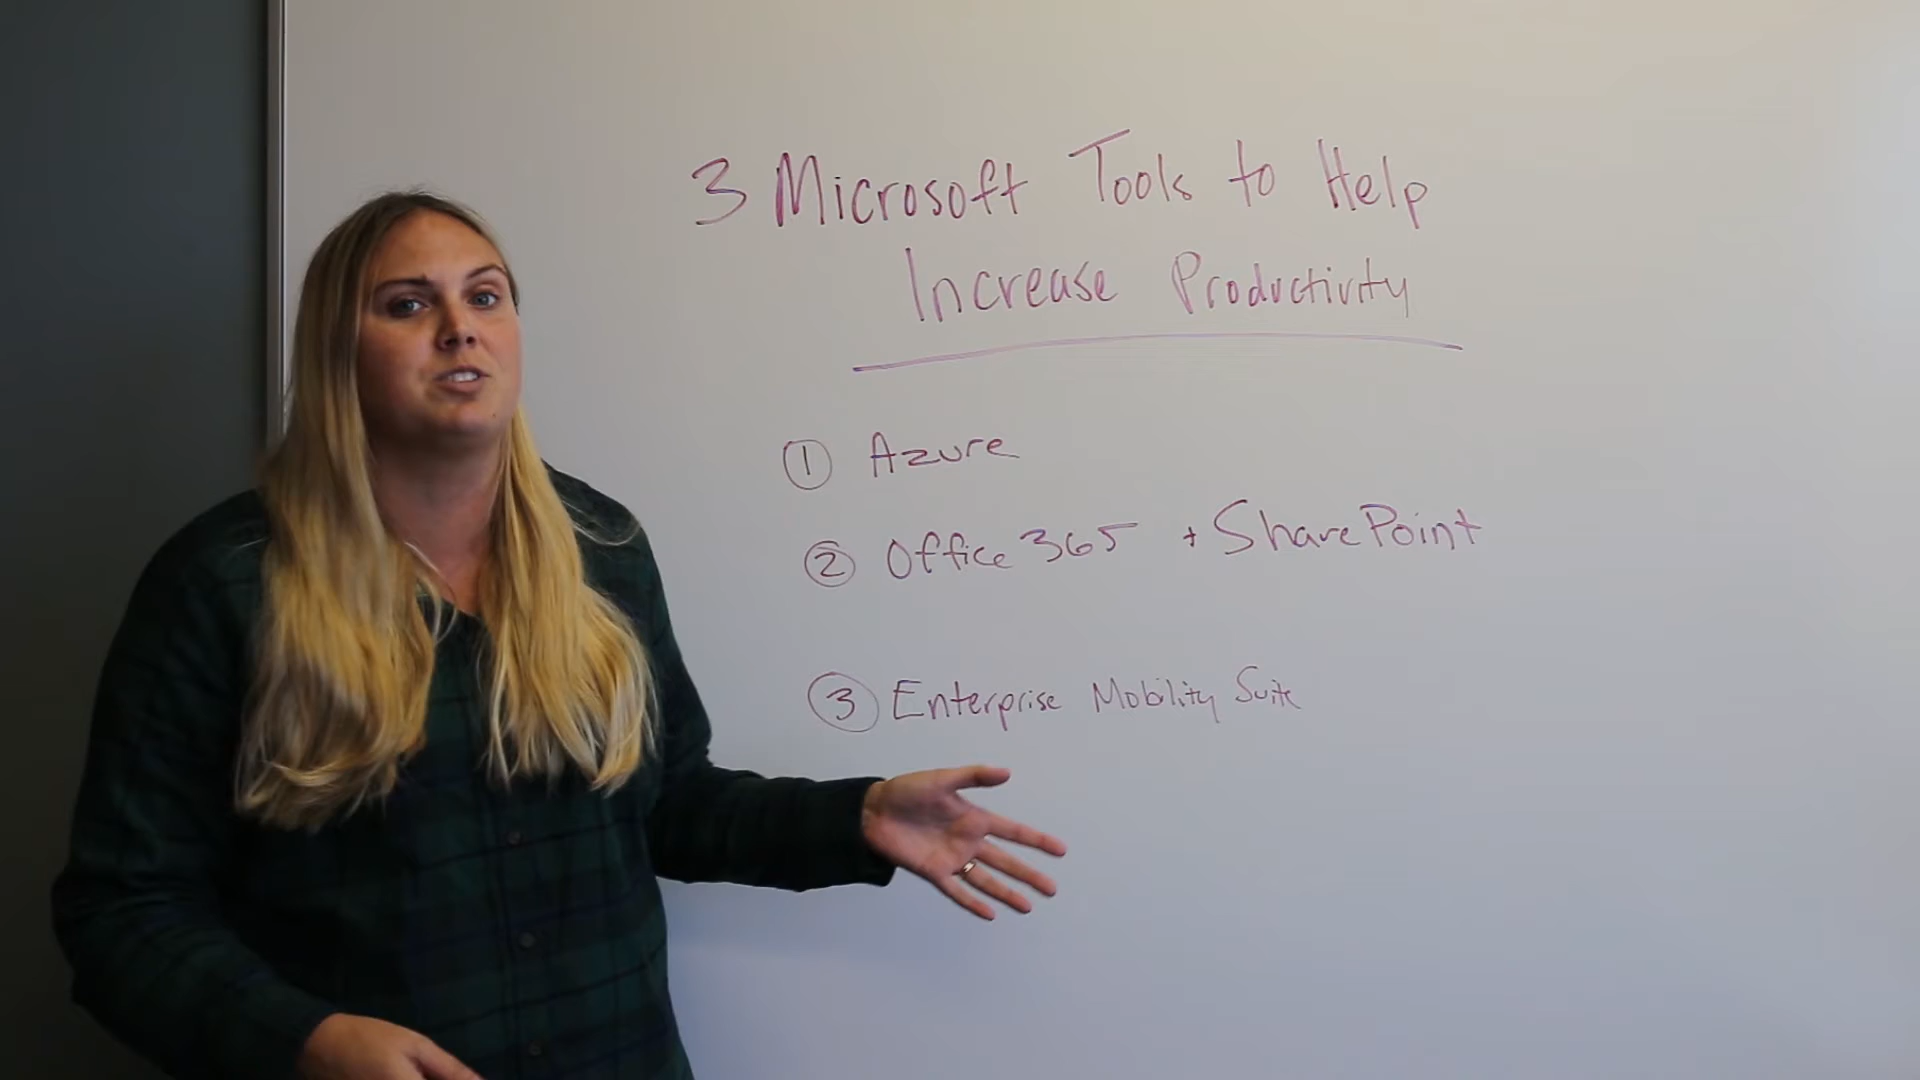 3 Microsoft Tools to Help
Increase Productivity
1 Azure
2 Office 365 + SharePoint
3 Enterprise Mobility Suite